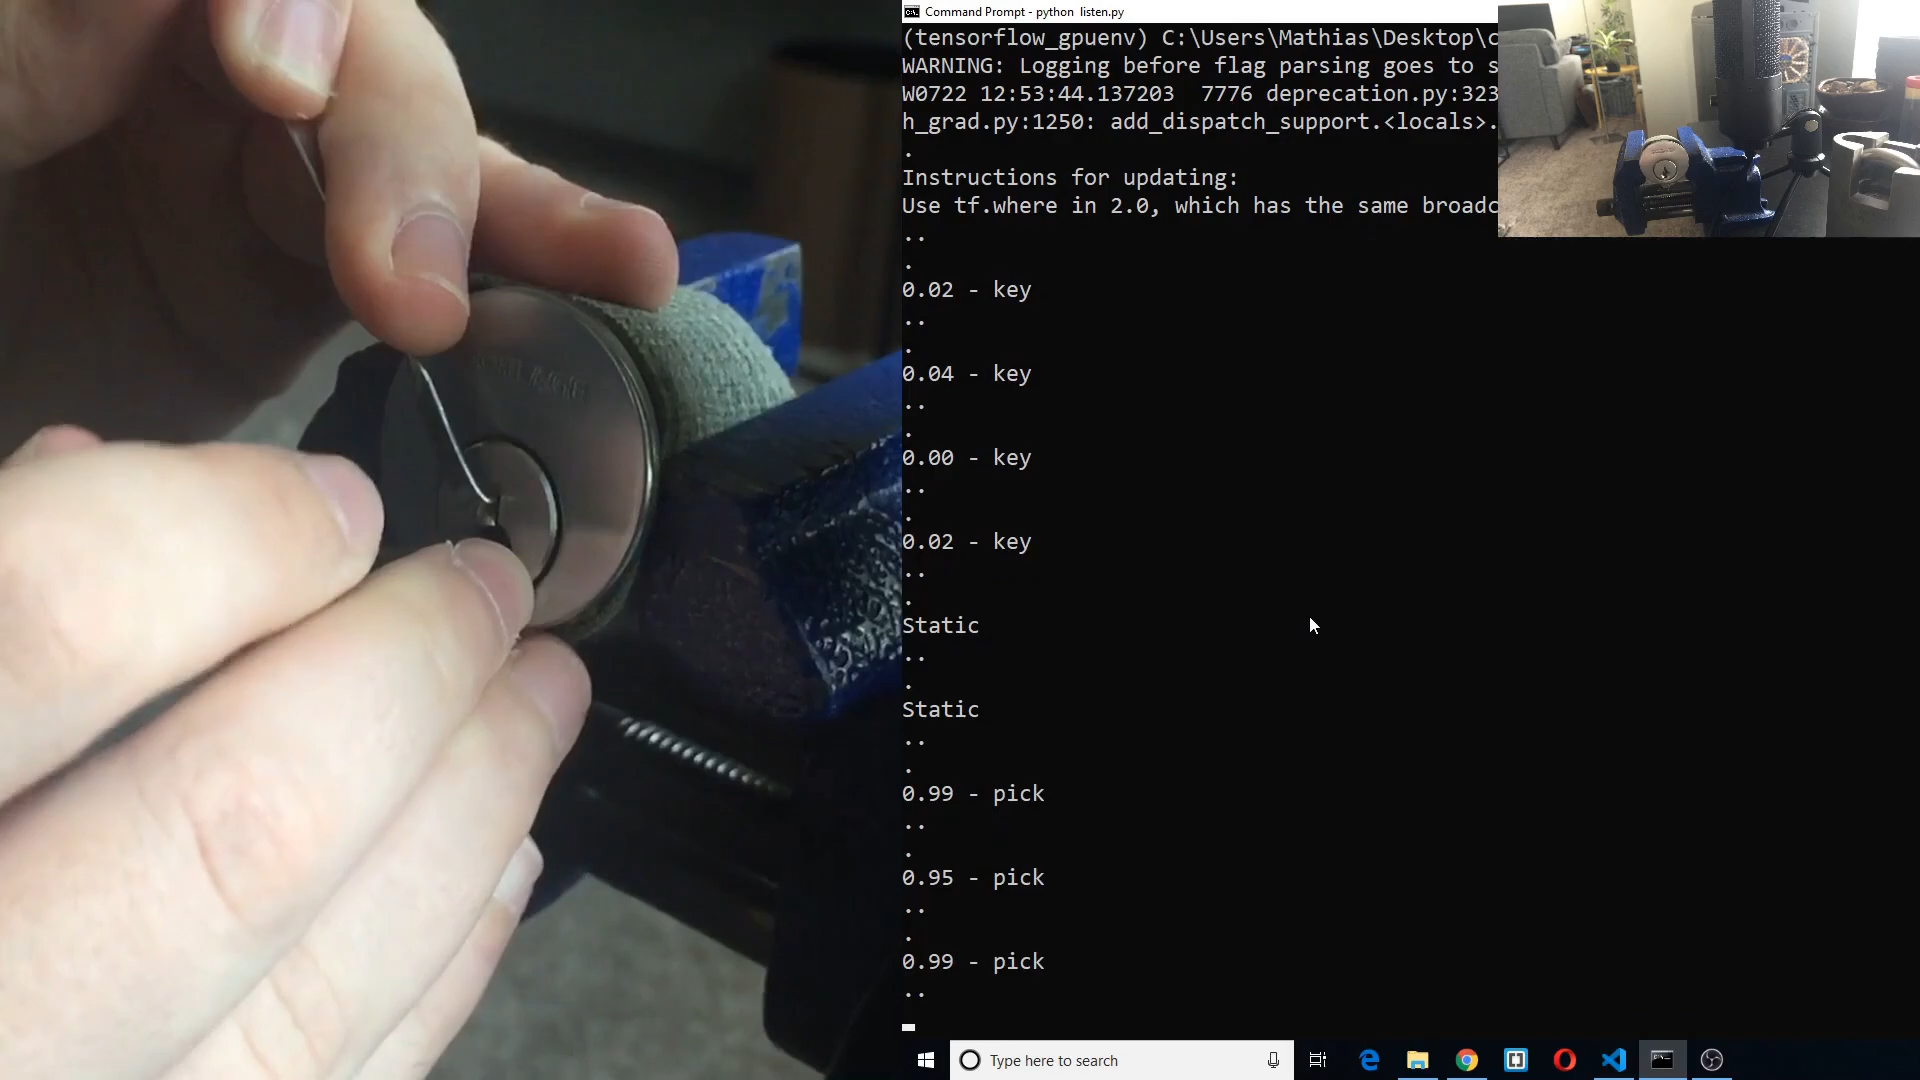 Command Prompt - python listen.py
(tensorflow_gpuenv) C:\Users\Mathias\Desktop\c
WARNING: Logging before flag parsing goes to s
W0722 12:53:44.137203 7776 deprecation.py:323
h_grad.py:1250: add_dispatch_support.<locals>.
.
Instructions for updating:
Use tf.where in 2.0, which has the same broadc
..
.
0.02 - key
..
.
0.04 - key
..
.
0.00 - key
..
.
0.02 - key
..
.
Static
..
.
Static
..
.
0.99 - pick
..
.
0.95 - pick
..
.
0.99 - pick
..
Type here to search